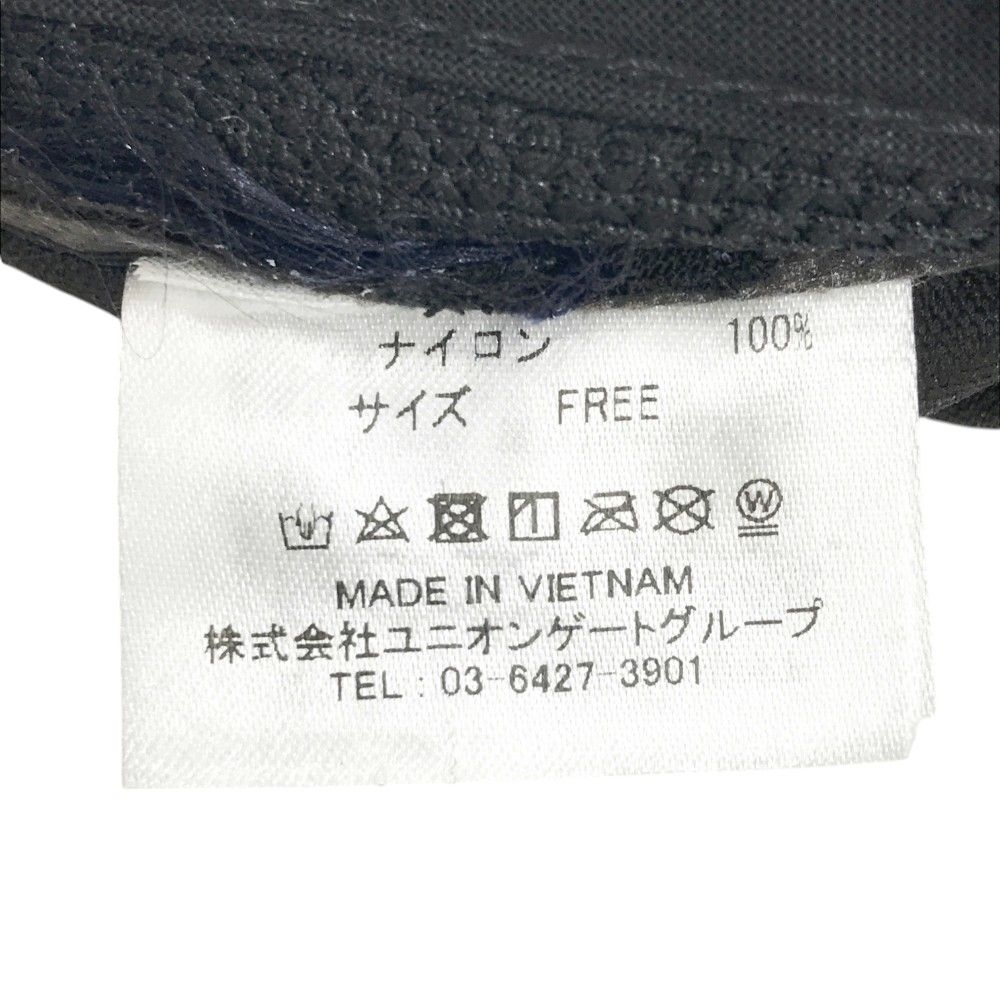 ナイロン 100%
サイズ FREE
W
MADE IN VIETNAM
株式会社ユニオンゲートグループ
TEL : 03-6427-3901